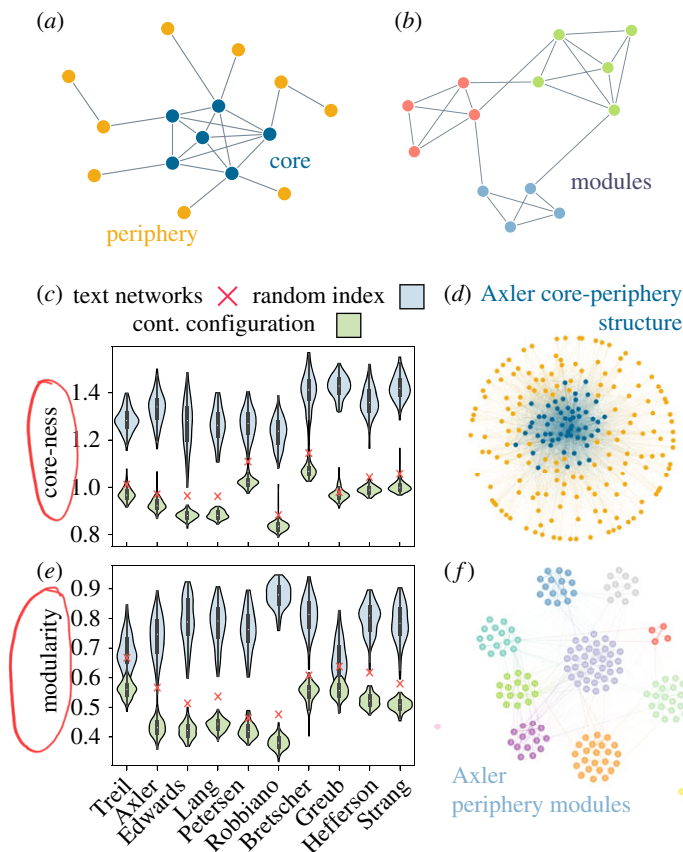 (a)
(b)
core
periphery
modules
(c) text networks random index
cont. configuration
(d) Axler core-periphery
structure
core-ness
1.4
1.2
1.0
0.8
(e)
modularity
0.9
0.8
0.7
0.6
0.5
0.4
Treil
Axler
Edwards
Lang
Petersen
Robbiano
Bretscher
Greub
Hefferson
Strang
(f)
Axler
periphery modules